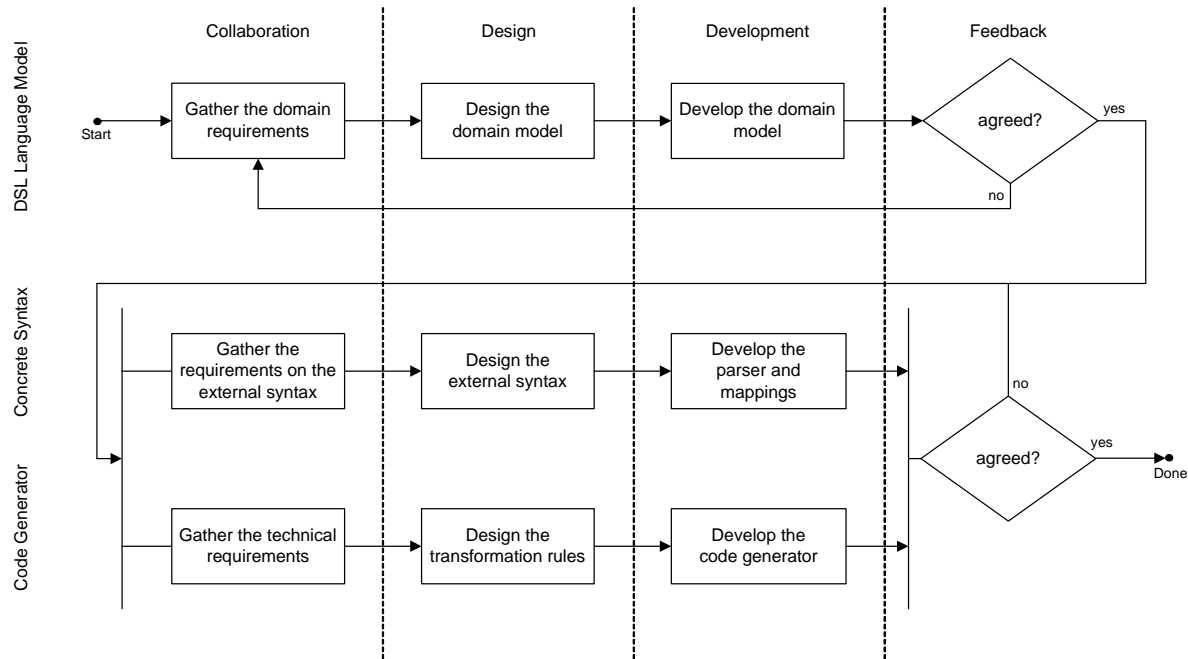 Collaboration
Design
Development
Feedback
DSL Language Model
Start
Gather the domain
requirements
Design the
domain model
Develop the domain
model
agreed?
yes
no
Concrete Syntax
Gather the
requirements on the
external syntax
Design the
external syntax
Develop the
parser and
mappings
no
agreed?
yes
Done
Code Generator
Gather the technical
requirements
Design the
transformation rules
Develop the
code generator